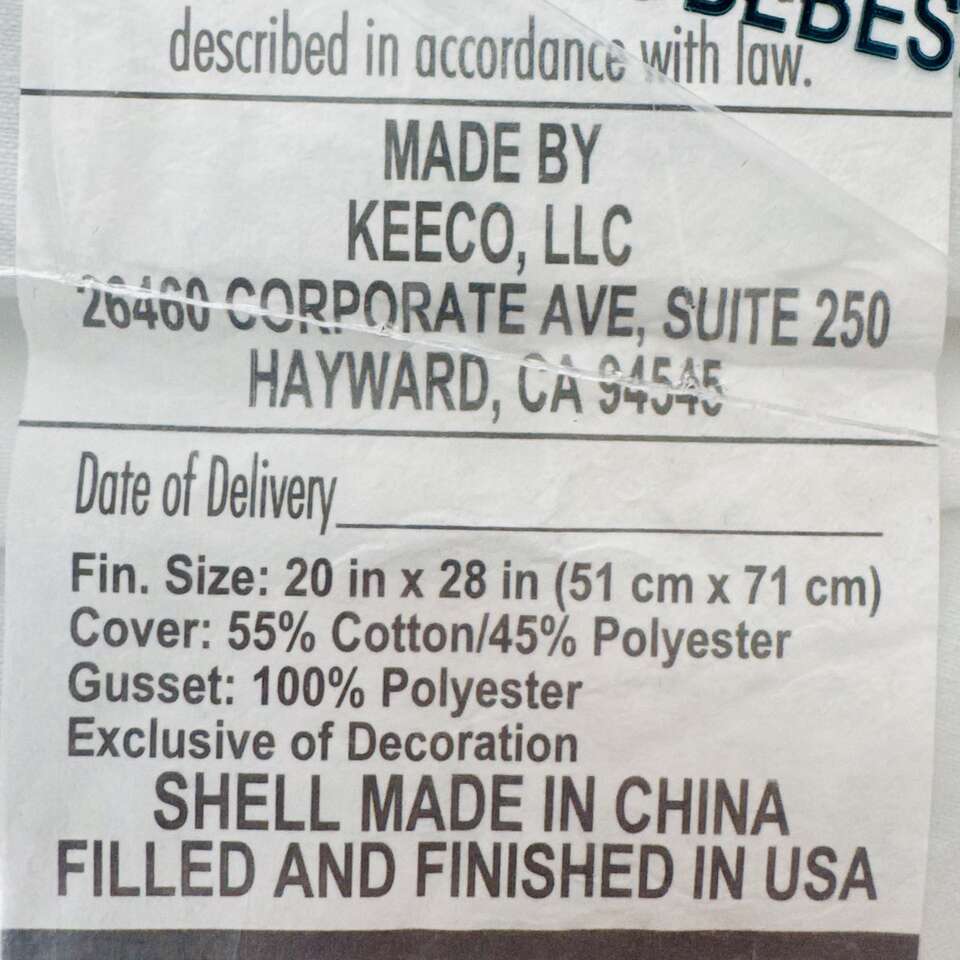 BEBES
described in accordance with law.
MADE BY
KEECO, LLC
26460 CORPORATE AVE, SUITE 250
HAYWARD, CA 94545
Date of Delivery
Fin. Size: 20 in x 28 in (51 cm x 71 cm)
Cover: 55% Cotton/45% Polyester
Gusset: 100% Polyester
Exclusive of Decoration
SHELL MADE IN CHINA
FILLED AND FINISHED IN USA